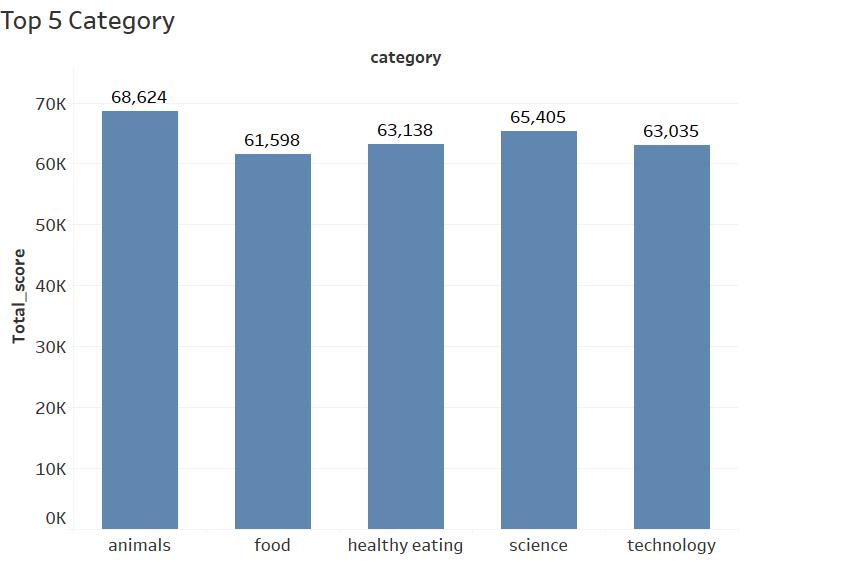 Top 5 Category
category
70K
60K
50K
40K
30K
20K
10K
0K
Total_score
68,624
61,598
63,138
65,405
63,035
animals
food
healthy eating
science
technology